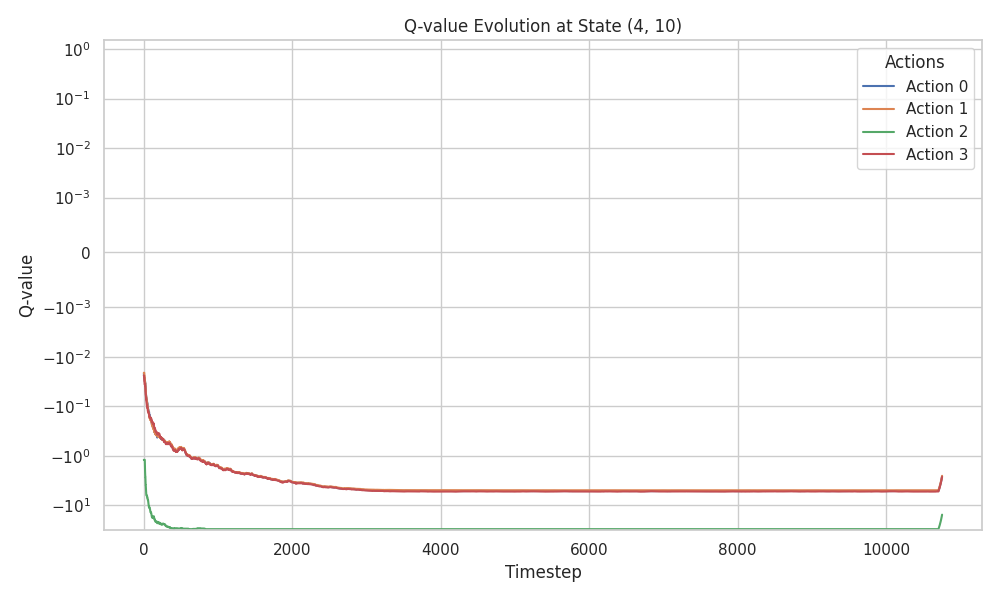 Q-value Evolution at State (4, 10)
Q-value
10⁰
10⁻¹
10⁻²
10⁻³
0
−10⁻³
−10⁻²
−10⁻¹
−10⁰
−10¹
Actions
Action 0
Action 1
Action 2
Action 3
0 2000 4000 6000 8000 10000
Timestep